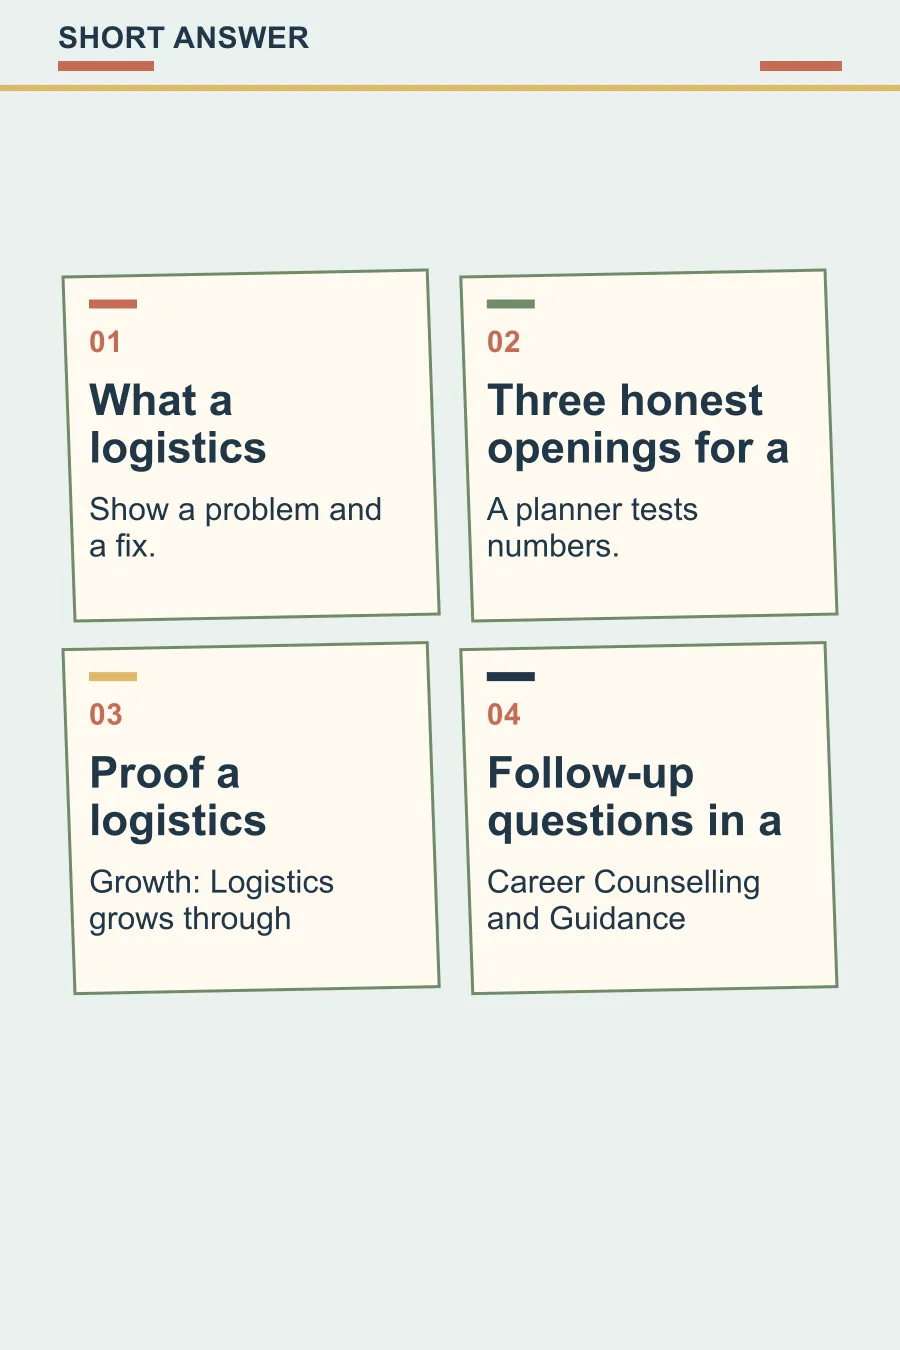 SHORT ANSWER
01
What a
logistics
Show a problem and
a fix.
02
Three honest
openings for a
A planner tests
numbers.
03
Proof a
logistics
Growth: Logistics
grows through
04
Follow-up
questions in a
Career Counselling
and Guidance